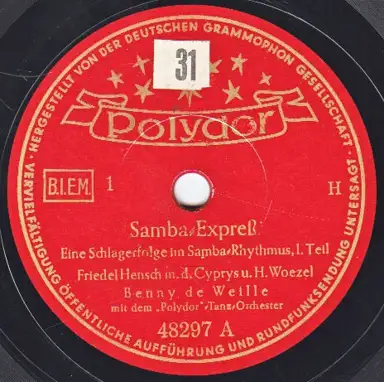 HERGESTELLT VON DER DEUTSCHEN GRAMMOPHON GESELLSCHAFT ·
31
Polydor
B.I.E.M.
1
H
Samba-Expreß
Eine Schlagerfolge im Samba-Rhythmus, 1. Teil
Friedel Hensch m. d. Cyprys u. H. Woezel
Benny de Weille
mit dem „Polydor"-Tanz-Orchester
48297 A
· VERVIELFÄLTIGUNG ÖFFENTLICHE AUFFÜHRUNG UND RUNDFUNKSENDUNG UNTERSAGT ·